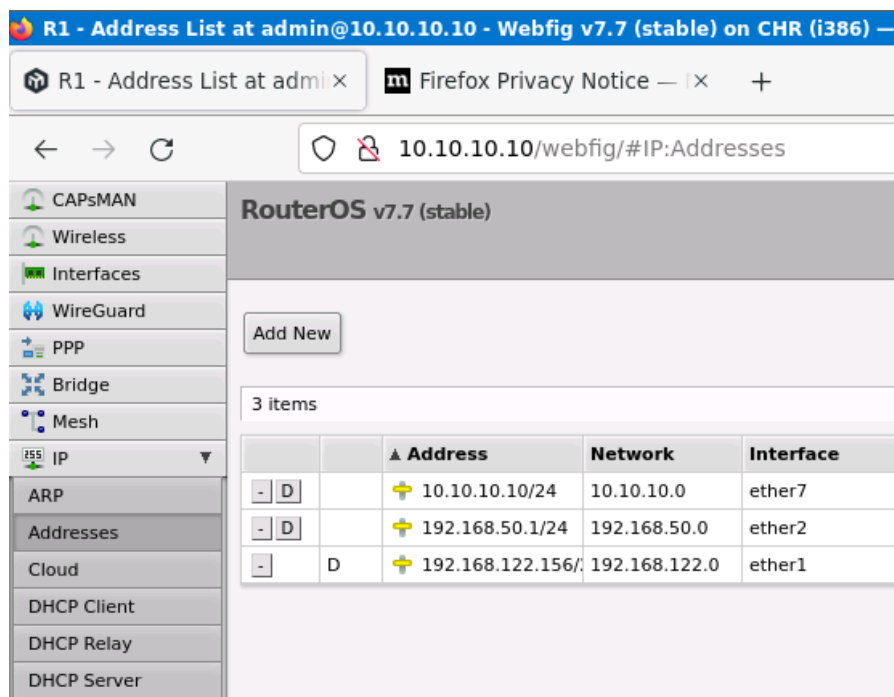 R1 - Address List at admin@10.10.10.10 - Webfig v7.7 (stable) on CHR (i386) —
R1 - Address List at admi × m Firefox Privacy Notice — × +
10.10.10.10/webfig/#IP:Addresses
CAPsMAN
Wireless
Interfaces
WireGuard
PPP
Bridge
Mesh
255 IP ▼
ARP
Addresses
Cloud
DHCP Client
DHCP Relay
DHCP Server
RouterOS v7.7 (stable)
Add New
3 items
▲ Address Network Interface
- D 10.10.10.10/24 10.10.10.0 ether7
- D 192.168.50.1/24 192.168.50.0 ether2
- D 192.168.122.156/ 192.168.122.0 ether1